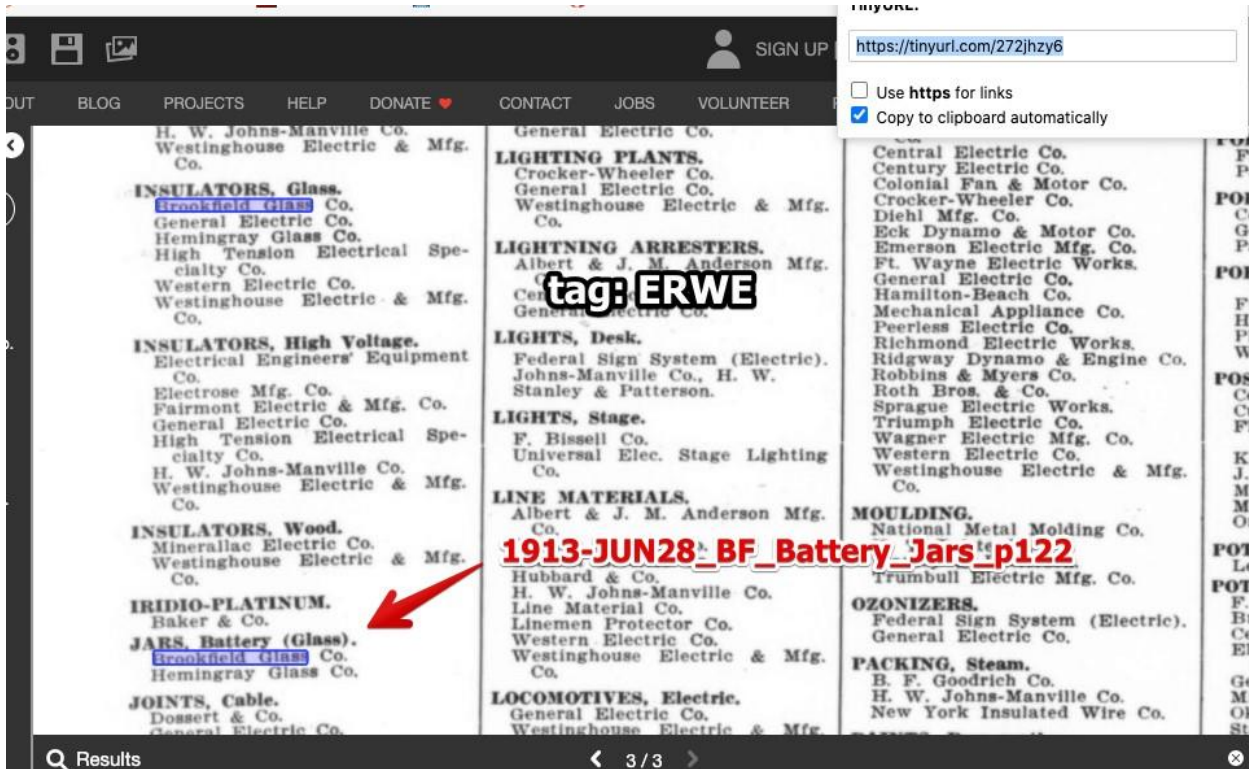 TinyURL:
https://tinyurl.com/272jhzy6
Use https for links
Copy to clipboard automatically
SIGN UP |
OUT BLOG PROJECTS HELP DONATE CONTACT JOBS VOLUNTEER
H. W. Johns-Manville Co.
Westinghouse Electric & Mfg.
Co.
INSULATORS, Glass.
Brookfield Glass Co.
General Electric Co.
Hemingray Glass Co.
High Tension Electrical Spe-
cialty Co.
Western Electric Co.
Westinghouse Electric & Mfg.
Co.
INSULATORS, High Voltage.
Electrical Engineers' Equipment
Co.
Electrose Mfg. Co.
Fairmont Electric & Mfg. Co.
General Electric Co.
High Tension Electrical Spe-
cialty Co.
H. W. Johns-Manville Co.
Westinghouse Electric & Mfg.
Co.
INSULATORS, Wood.
Minerallac Electric Co.
Westinghouse Electric & Mfg.
Co.
IRIDIO-PLATINUM.
Baker & Co.
JARS, Battery (Glass).
Brookfield Glass Co.
Hemingray Glass Co.
JOINTS, Cable.
Dossert & Co.
General Electric Co.
General Electric Co.
LIGHTING PLANTS.
Crocker-Wheeler Co.
General Electric Co.
Westinghouse Electric & Mfg.
Co.
LIGHTNING ARRESTERS.
Albert & J. M. Anderson Mfg.
tag: ERWE
General Electric Co.
LIGHTS, Desk.
Federal Sign System (Electric).
Johns-Manville Co., H. W.
Stanley & Patterson.
LIGHTS, Stage.
F. Bissell Co.
Universal Elec. Stage Lighting
Co.
LINE MATERIALS.
Albert & J. M. Anderson Mfg.
Co.
1913-JUN28_BF_Battery_Jars_p122
Hubbard & Co.
H. W. Johns-Manville Co.
Line Material Co.
Linemen Protector Co.
Western Electric Co.
Westinghouse Electric & Mfg.
Co.
LOCOMOTIVES, Electric.
General Electric Co.
Westinghouse Electric & Mfg.
Central Electric Co.
Century Electric Co.
Colonial Fan & Motor Co.
Crocker-Wheeler Co.
Diehl Mfg. Co.
Eck Dynamo & Motor Co.
Emerson Electric Mfg. Co.
Ft. Wayne Electric Works.
General Electric Co.
Hamilton-Beach Co.
Mechanical Appliance Co.
Peerless Electric Co.
Richmond Electric Works.
Ridgway Dynamo & Engine Co.
Robbins & Myers Co.
Roth Bros. & Co.
Sprague Electric Works.
Triumph Electric Co.
Wagner Electric Mfg. Co.
Western Electric Co.
Westinghouse Electric & Mfg.
Co.
MOULDING.
National Metal Molding Co.
Trumbull Electric Mfg. Co.
OZONIZERS.
Federal Sign System (Electric).
General Electric Co.
PACKING, Steam.
B. F. Goodrich Co.
H. W. Johns-Manville Co.
New York Insulated Wire Co.
Results
3 / 3